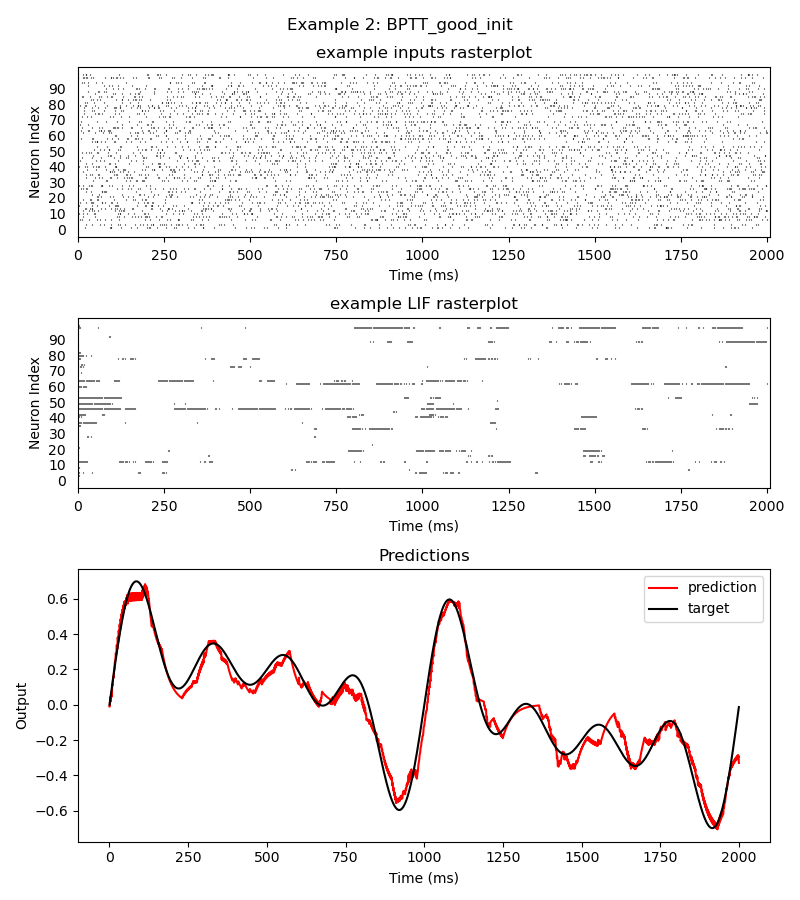 Example 2: BPTT_good_init
example inputs rasterplot
Neuron Index
90
80
70
60
50
40
30
20
10
0
0 250 500 750 1000 1250 1500 1750 2000
Time (ms)
example LIF rasterplot
Neuron Index
90
80
70
60
50
40
30
20
10
0
0 250 500 750 1000 1250 1500 1750 2000
Time (ms)
Predictions
Output
0.6
0.4
0.2
0.0
−0.2
−0.4
−0.6
prediction
target
0 250 500 750 1000 1250 1500 1750 2000
Time (ms)